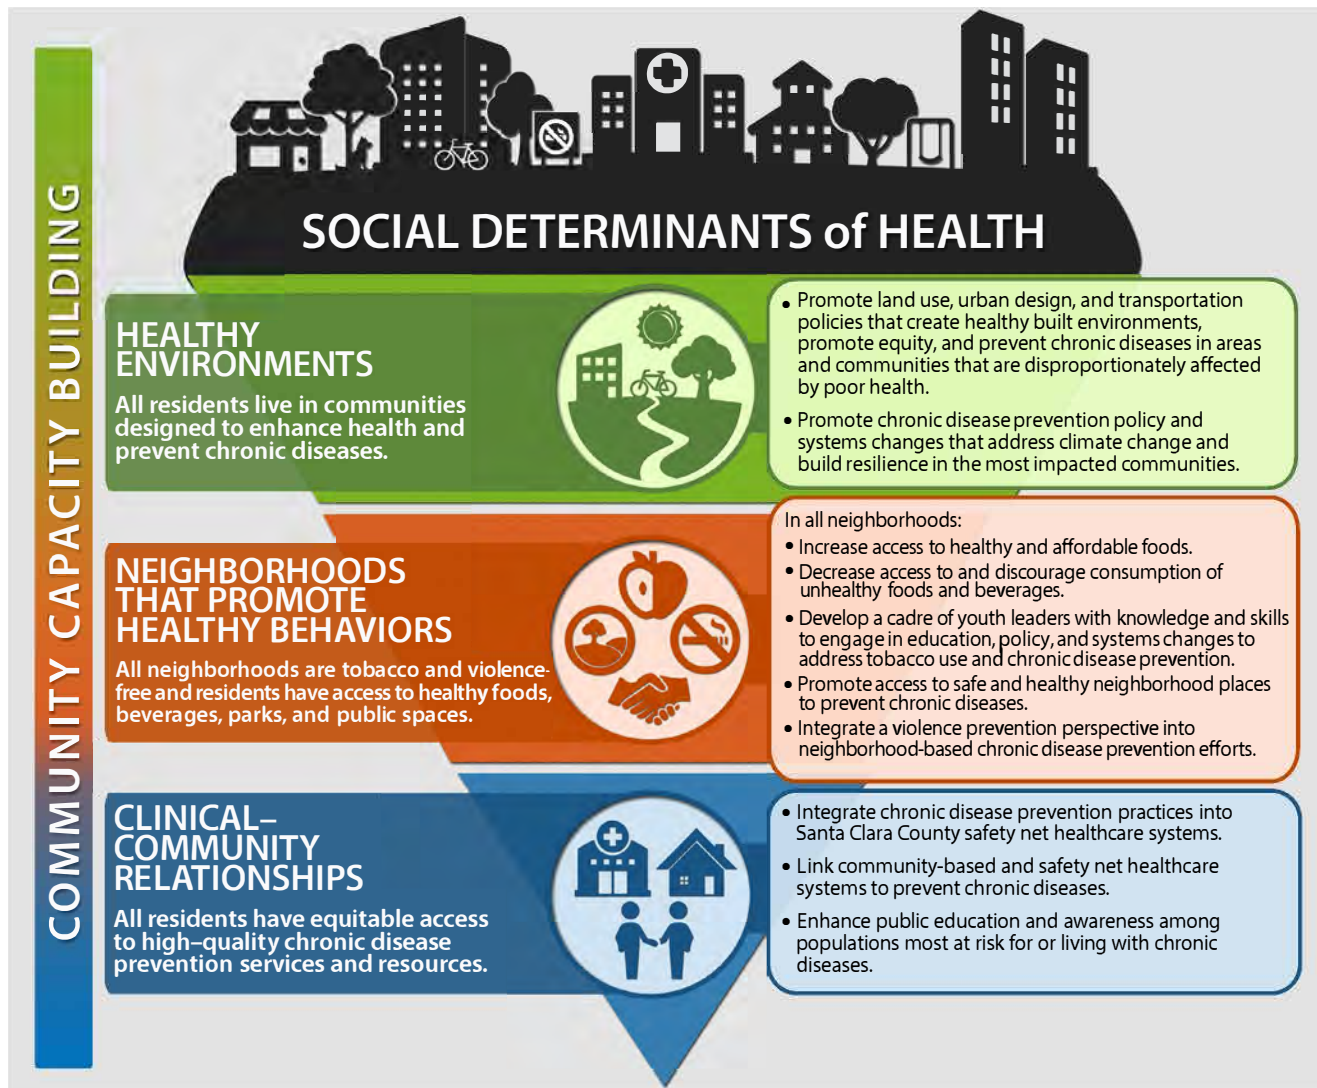 COMMUNITY CAPACITY BUILDING
SOCIAL DETERMINANTS of HEALTH
HEALTHY
ENVIRONMENTS
All residents live in communities
designed to enhance health and
prevent chronic diseases.
• Promote land use, urban design, and transportation
policies that create healthy built environments,
promote equity, and prevent chronic diseases in areas
and communities that are disproportionately affected
by poor health.
• Promote chronic disease prevention policy and
systems changes that address climate change and
build resilience in the most impacted communities.
NEIGHBORHOODS
THAT PROMOTE
HEALTHY BEHAVIORS
All neighborhoods are tobacco and violence-
free and residents have access to healthy foods,
beverages, parks, and public spaces.
In all neighborhoods:
• Increase access to healthy and affordable foods.
• Decrease access to and discourage consumption of
unhealthy foods and beverages.
• Develop a cadre of youth leaders with knowledge and skills
to engage in education, policy, and systems changes to
address tobacco use and chronic disease prevention.
• Promote access to safe and healthy neighborhood places
to prevent chronic diseases.
• Integrate a violence prevention perspective into
neighborhood-based chronic disease prevention efforts.
CLINICAL–
COMMUNITY
RELATIONSHIPS
All residents have equitable access
to high–quality chronic disease
prevention services and resources.
• Integrate chronic disease prevention practices into
Santa Clara County safety net healthcare systems.
• Link community-based and safety net healthcare
systems to prevent chronic diseases.
• Enhance public education and awareness among
populations most at risk for or living with chronic
diseases.